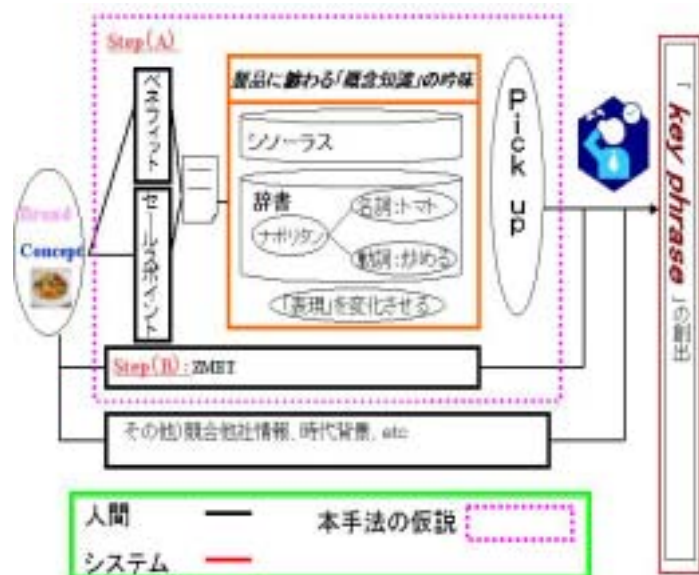 Step(A)
ベネフィット
セールスポイント
製品に纏わる「概念知識」の吟味
シソーラス
辞書
ナポリタン
名詞:トマト
動詞:炒める
「表現」を変化させる
Pick up
Brand
Concept
Step(B):ZMET
その他)競合他社情報、時代背景、etc
「key phrase」の創出
人間
本手法の仮説
システム